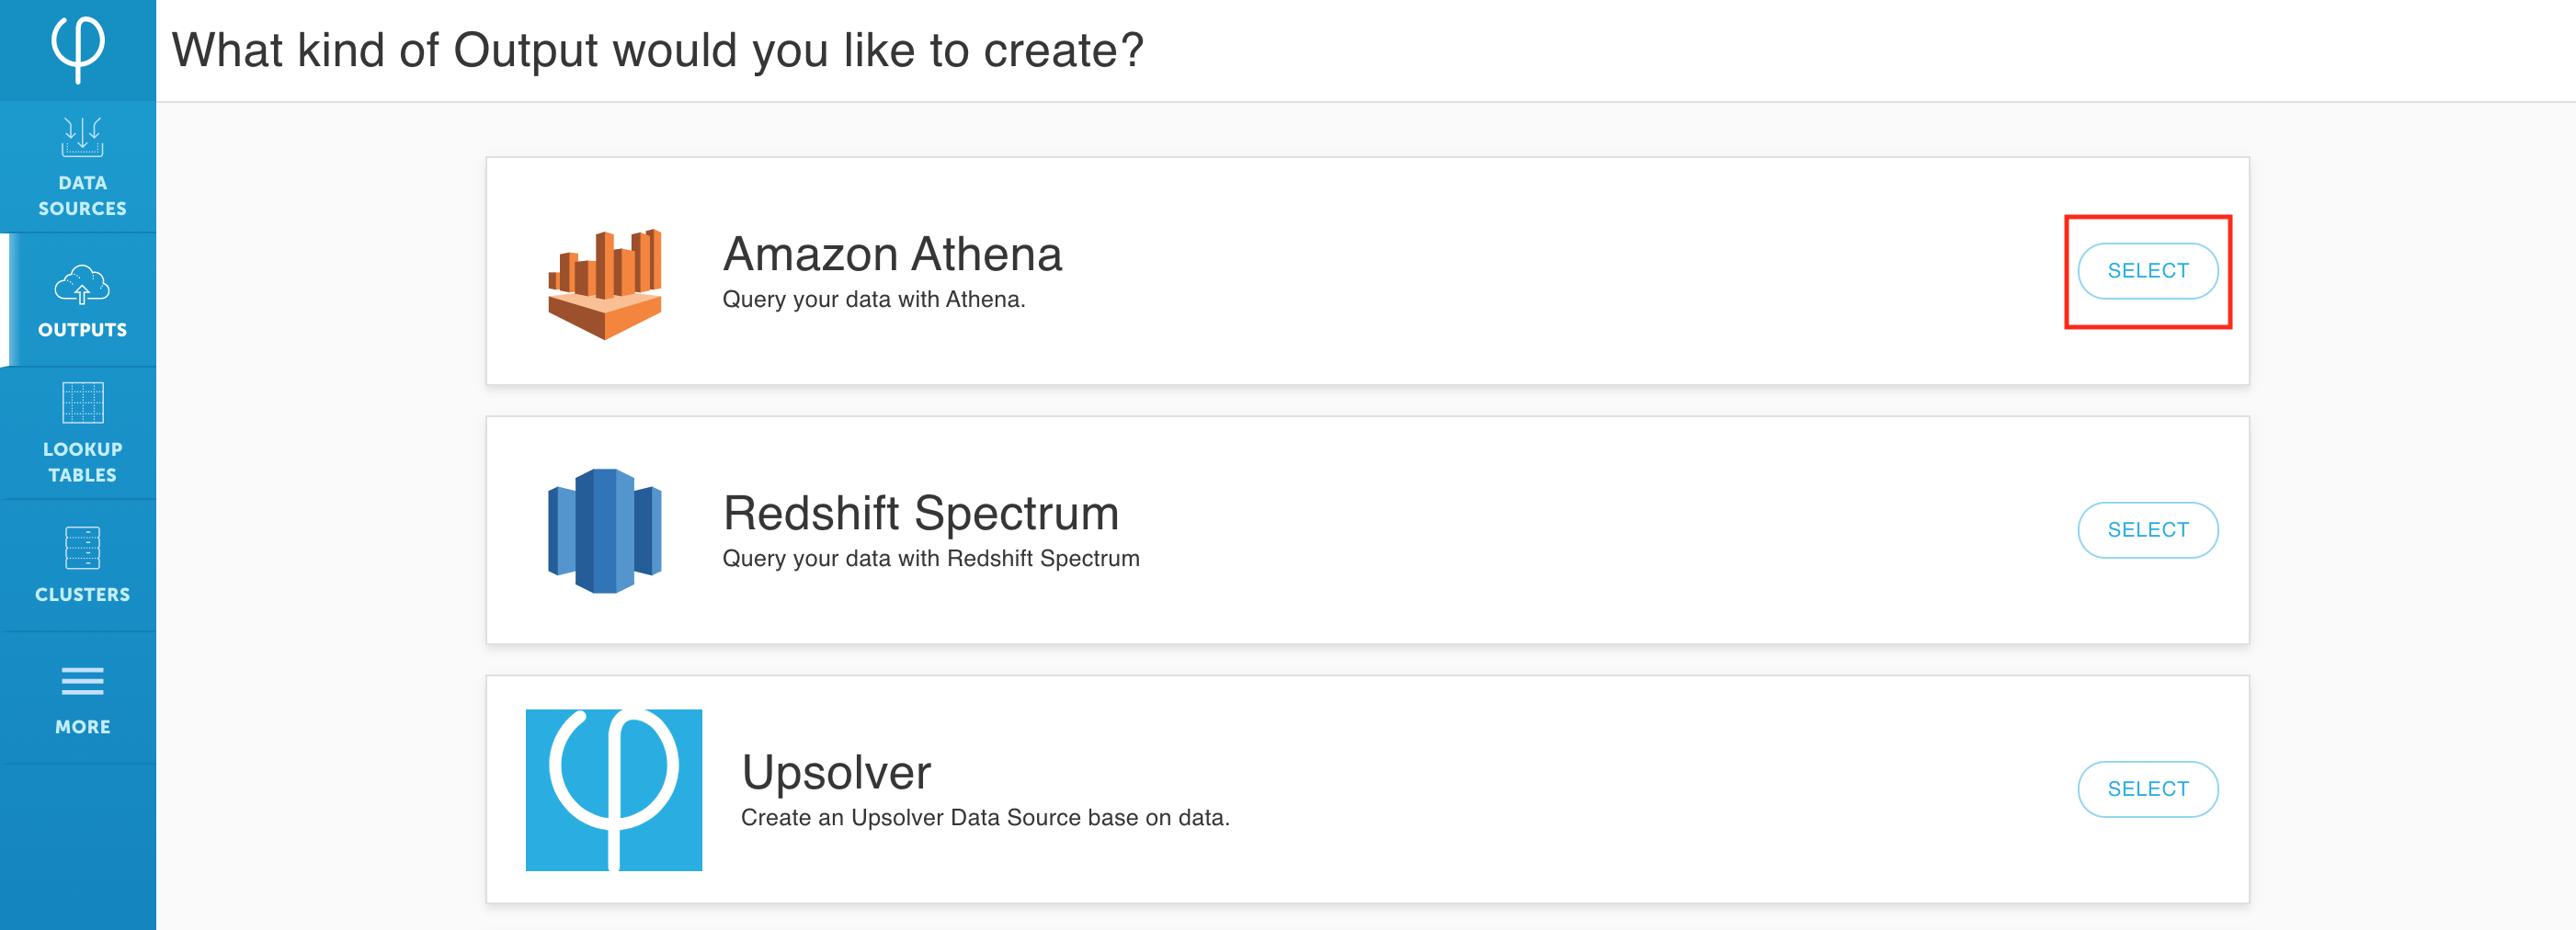 What kind of Output would you like to create?
DATA
SOURCES
OUTPUTS
LOOKUP
TABLES
CLUSTERS
MORE
Amazon Athena
Query your data with Athena.
SELECT
Redshift Spectrum
Query your data with Redshift Spectrum
SELECT
Upsolver
Create an Upsolver Data Source base on data.
SELECT